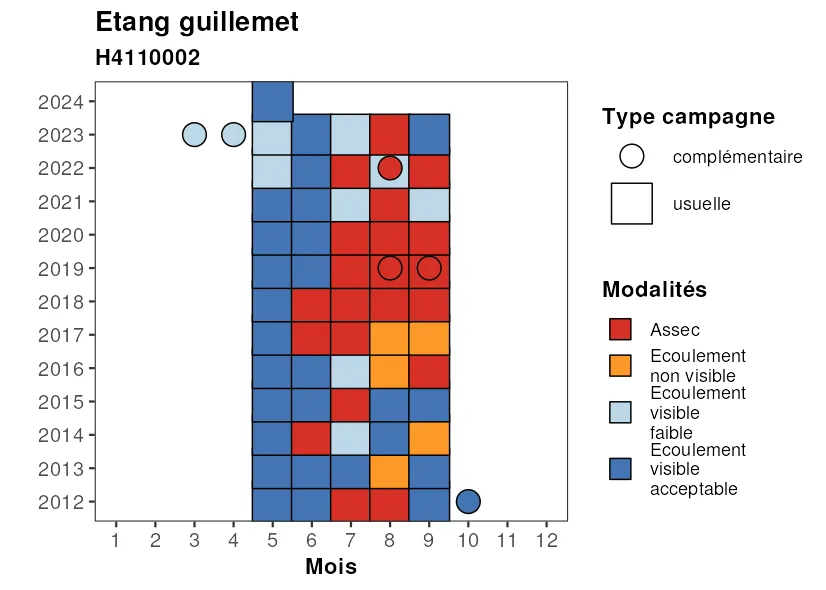 Etang guillemet
H4110002
2024
2023
2022
2021
2020
2019
2018
2017
2016
2015
2014
2013
2012
1 2 3 4 5 6 7 8 9 10 11 12
Mois
Type campagne
complémentaire
usuelle
Modalités
Assec
Ecoulement
non visible
Ecoulement
visible
faible
Ecoulement
visible
acceptable